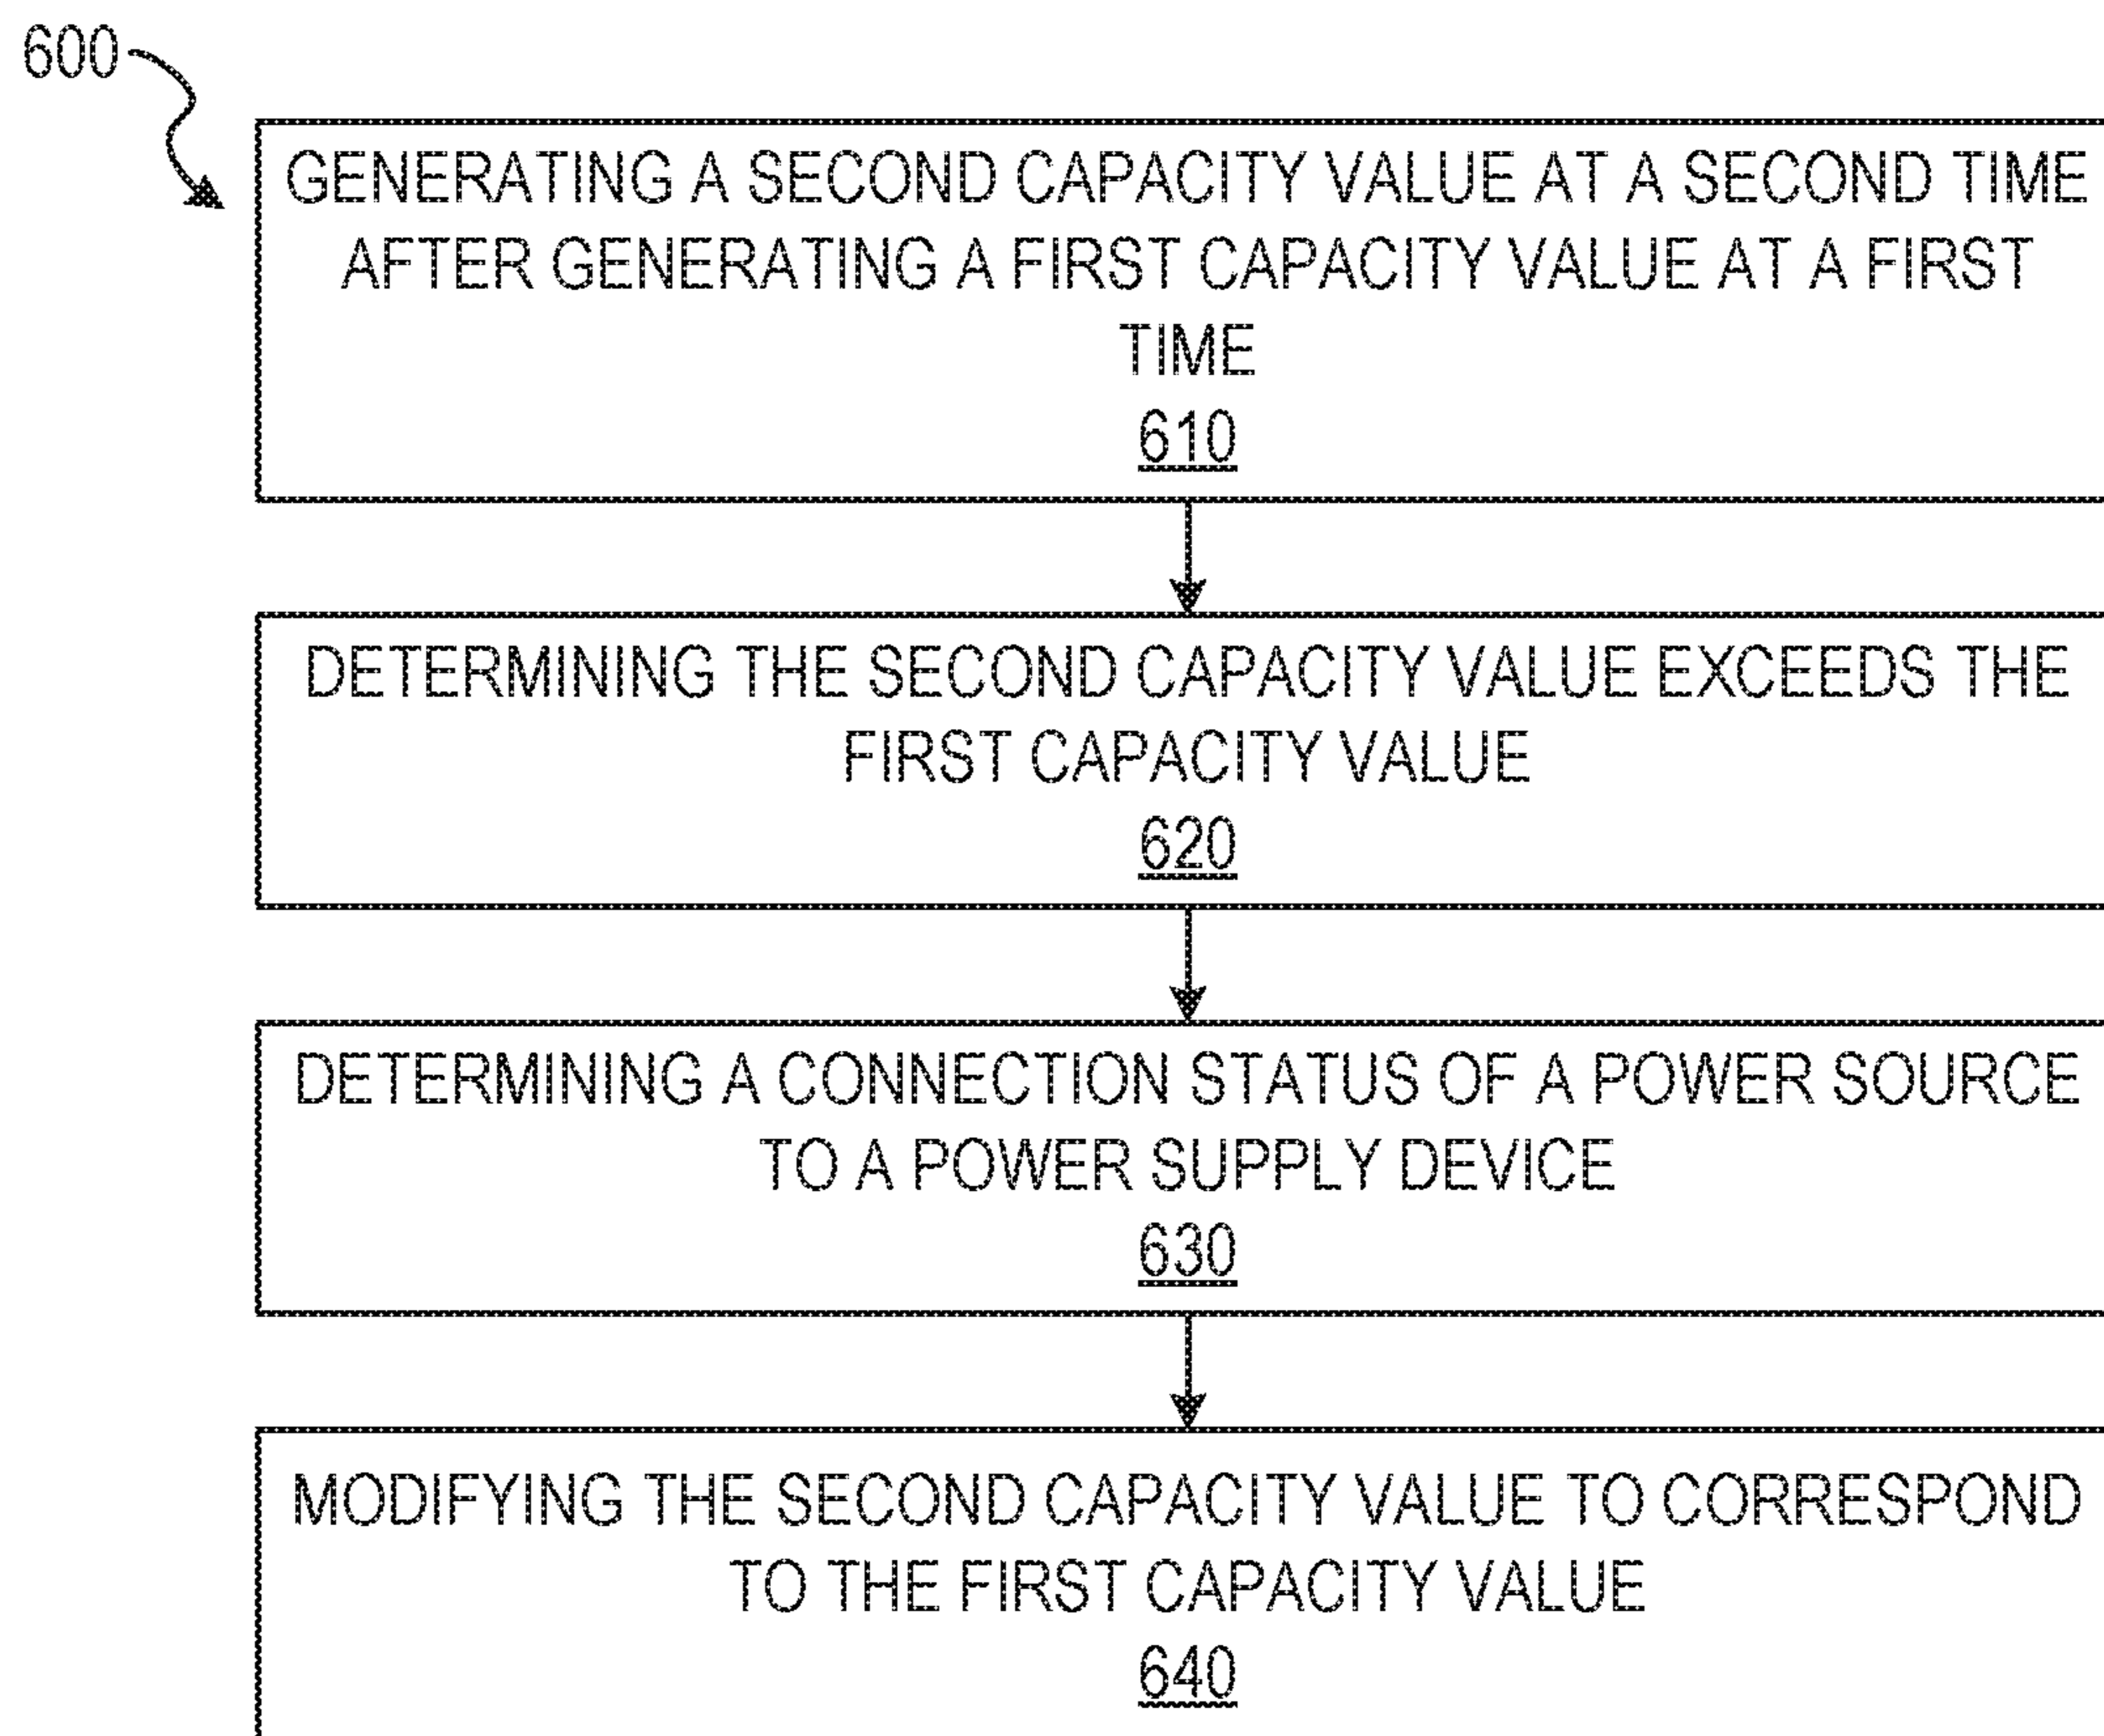 600
GENERATING A SECOND CAPACITY VALUE AT A SECOND TIME
AFTER GENERATING A FIRST CAPACITY VALUE AT A FIRST
TIME
610
DETERMINING THE SECOND CAPACITY VALUE EXCEEDS THE
FIRST CAPACITY VALUE
620
DETERMINING A CONNECTION STATUS OF A POWER SOURCE
TO A POWER SUPPLY DEVICE
630
MODIFYING THE SECOND CAPACITY VALUE TO CORRESPOND
TO THE FIRST CAPACITY VALUE
640